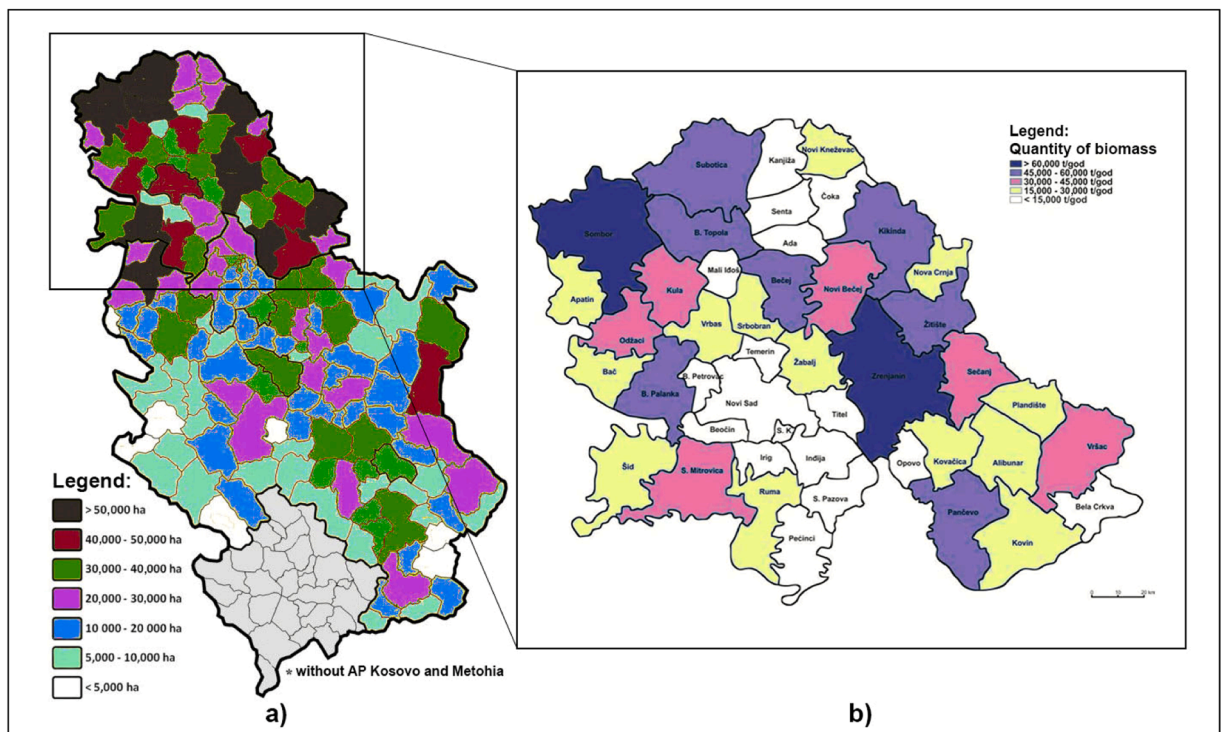 Legend:
> 50,000 ha
40,000 - 50,000 ha
30,000 - 40,000 ha
20,000 - 30,000 ha
10 000 - 20 000 ha
5,000 - 10,000 ha
< 5,000 ha
* without AP Kosovo and Metohia
a)
Legend:
Quantity of biomass
> 60,000 t/god
45,000 - 60,000 t/god
30,000 - 45,000 t/god
15,000 - 30,000 t/god
< 15,000 t/god
Subotica
Kanjiža
Novi Kneževac
Čoka
Senta
Sombor
B. Topola
Ada
Kikinda
Mali Iđoš
Bečej
Novi Bečej
Nova Crnja
Apatin
Kula
Vrbas
Srbobran
Žitište
Odžaci
Temerin
Žabalj
Bač
B. Petrovac
Zrenjanin
Sečanj
B. Palanka
Novi Sad
Titel
Plandište
Beočin
S. K.
Vršac
Šid
S. Mitrovica
Irig
Inđija
Opovo
Kovačica
Alibunar
Ruma
S. Pazova
Pančevo
Bela Crkva
Pećinci
Kovin
0 10 20 km
b)